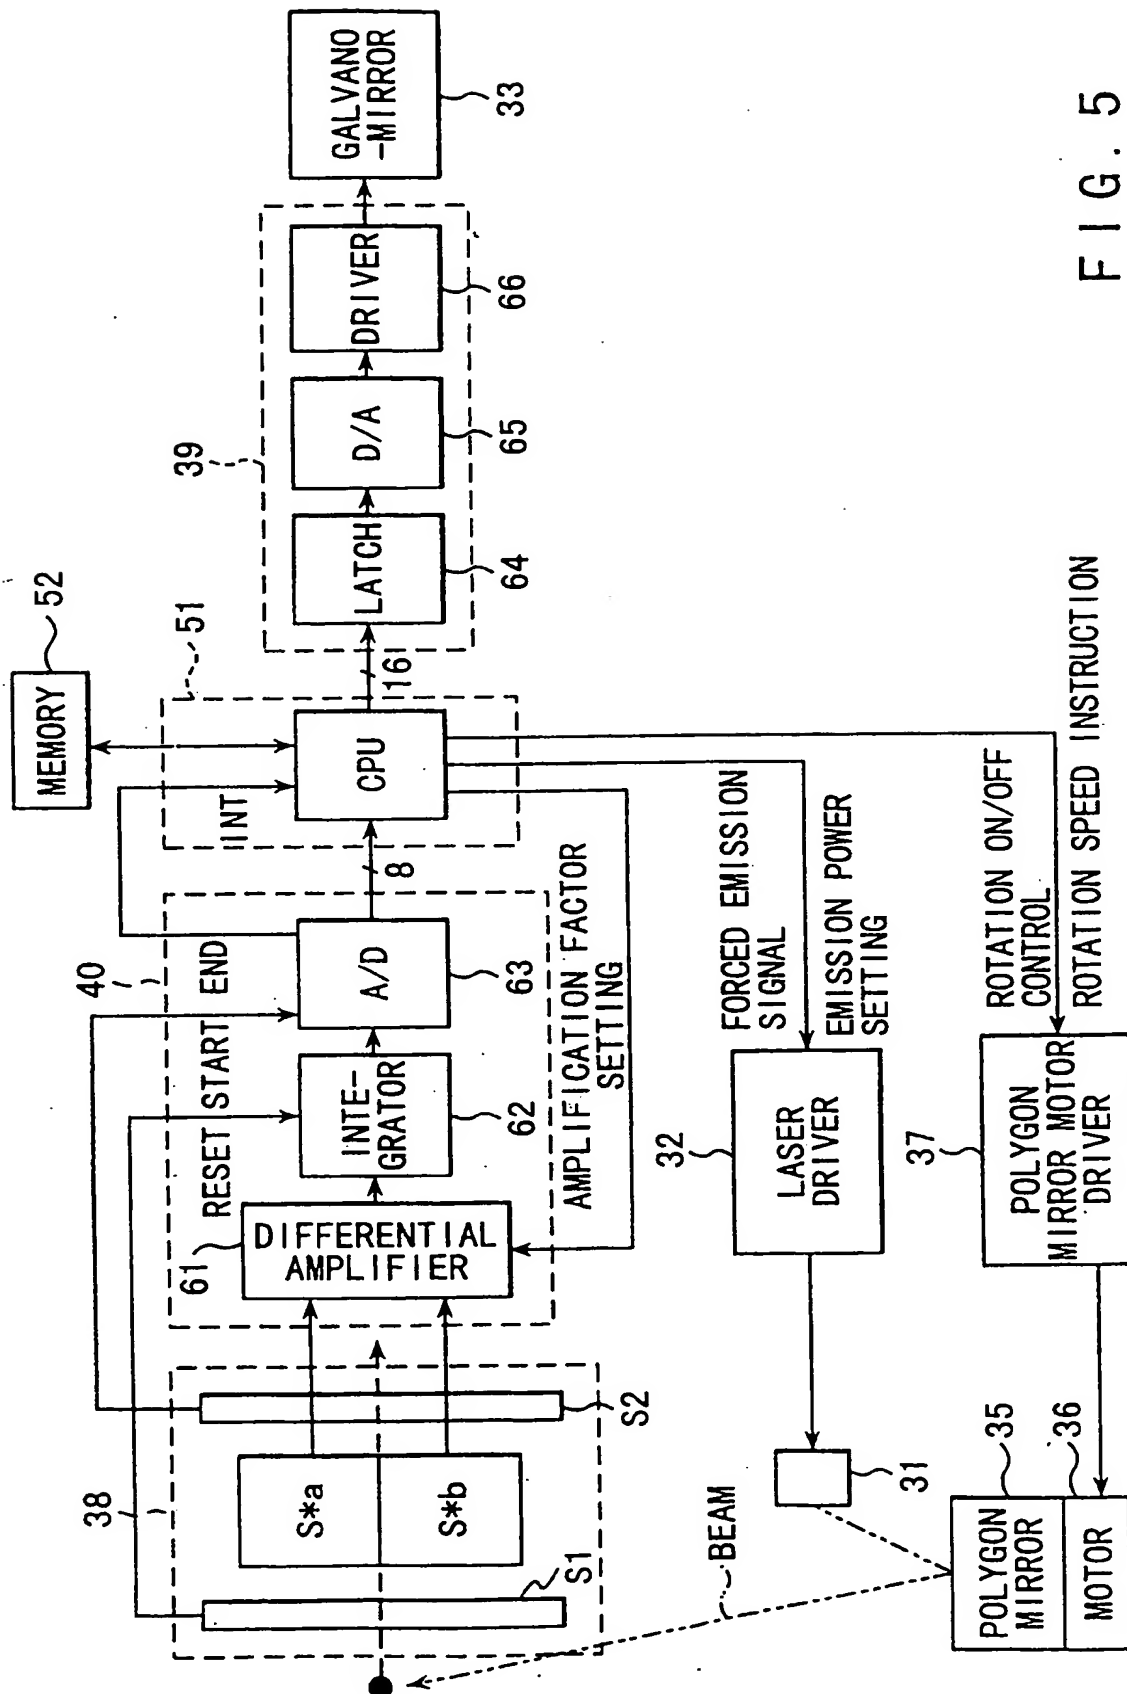 MEMORY
52
51
INT
CPU
8
16
39
LATCH
64
D/A
65
DRIVER
66
GALVANO
-MIRROR
33
40
RESET
START
END
61
DIFFERENTIAL
AMPLIFIER
INTE-
GRATOR
62
A/D
63
AMPLIFICATION FACTOR
SETTING
38
S*a
S*b
S1
S2
FORCED EMISSION
SIGNAL
EMISSION POWER
SETTING
32
LASER
DRIVER
31
ROTATION ON/OFF
CONTROL
ROTATION SPEED INSTRUCTION
37
POLYGON
MIRROR MOTOR
DRIVER
BEAM
POLYGON
MIRROR
35
MOTOR
36
FIG. 5